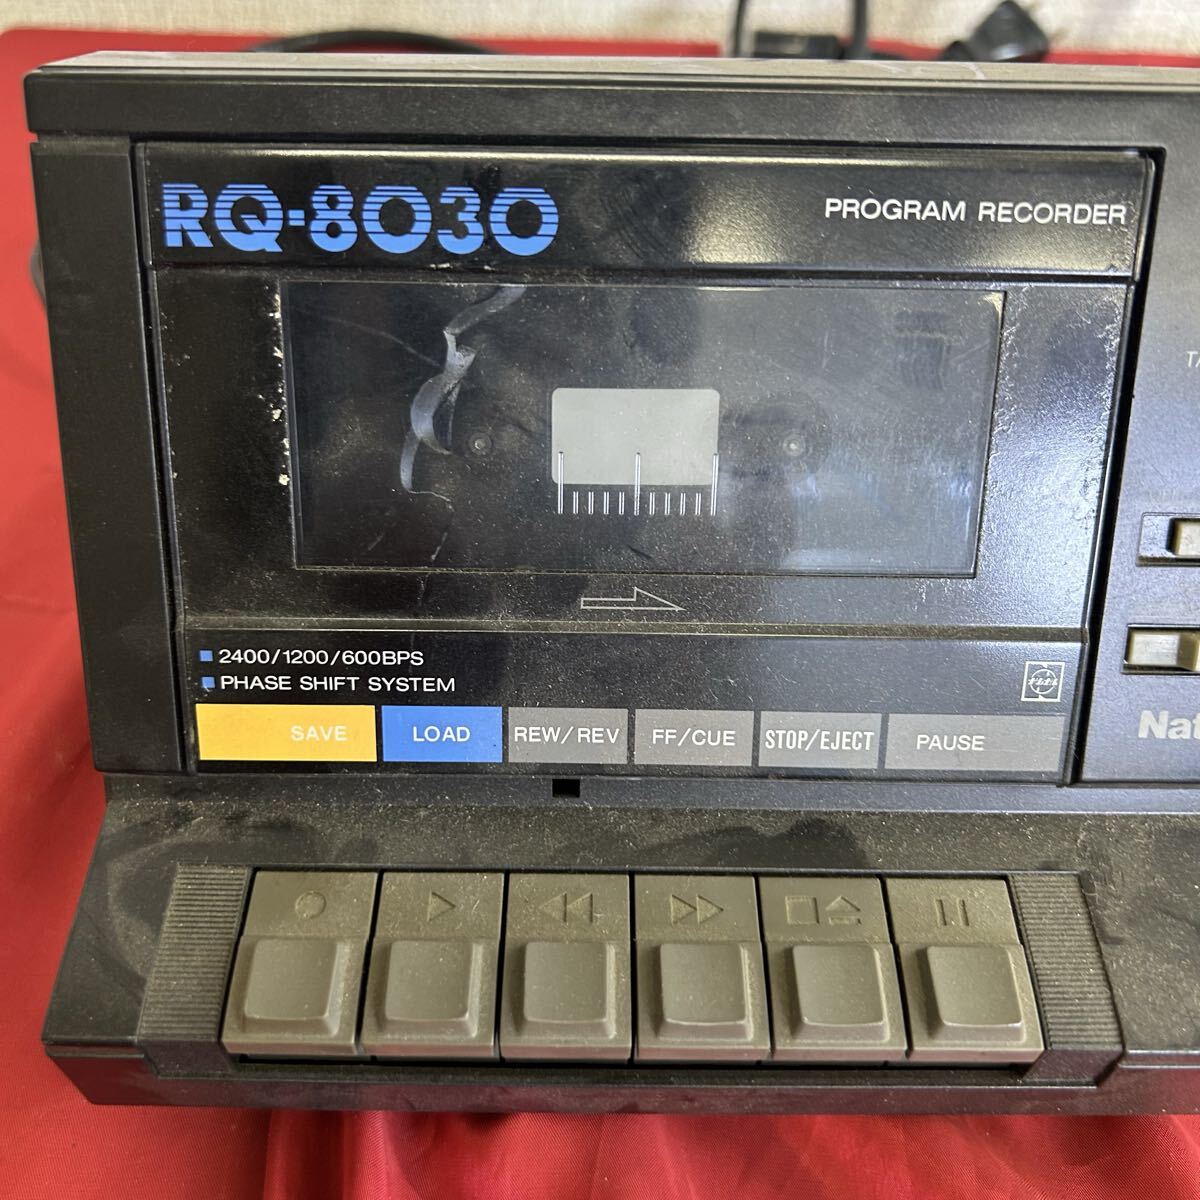 RQ-8030
PROGRAM RECORDER
2400/1200/600BPS
PHASE SHIFT SYSTEM
SAVE
LOAD
REW/REV
FF/CUE
STOP/EJECT
PAUSE
Nat